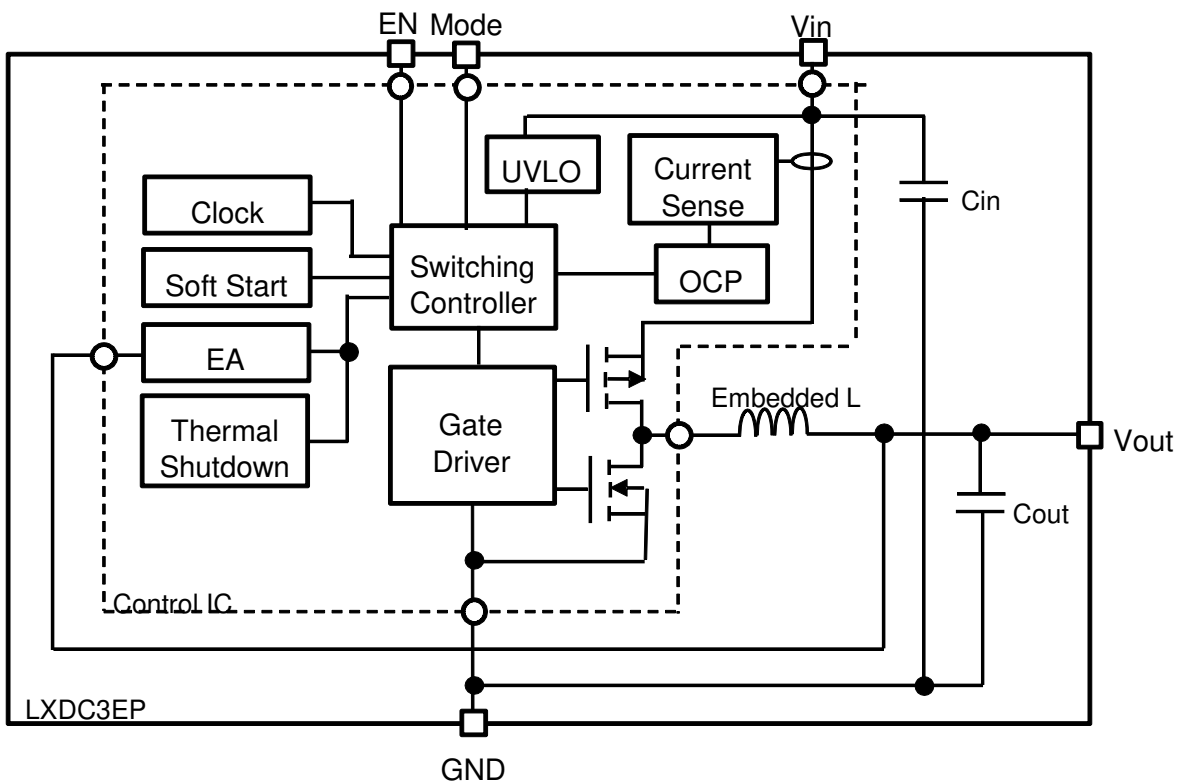 EN Mode
Vin
UVLO
Current
Sense
Cin
Clock
Switching
Controller
OCP
Soft Start
EA
Embedded L
Thermal
Shutdown
Gate
Driver
Vout
Cout
Control IC
LXDC3EP
GND